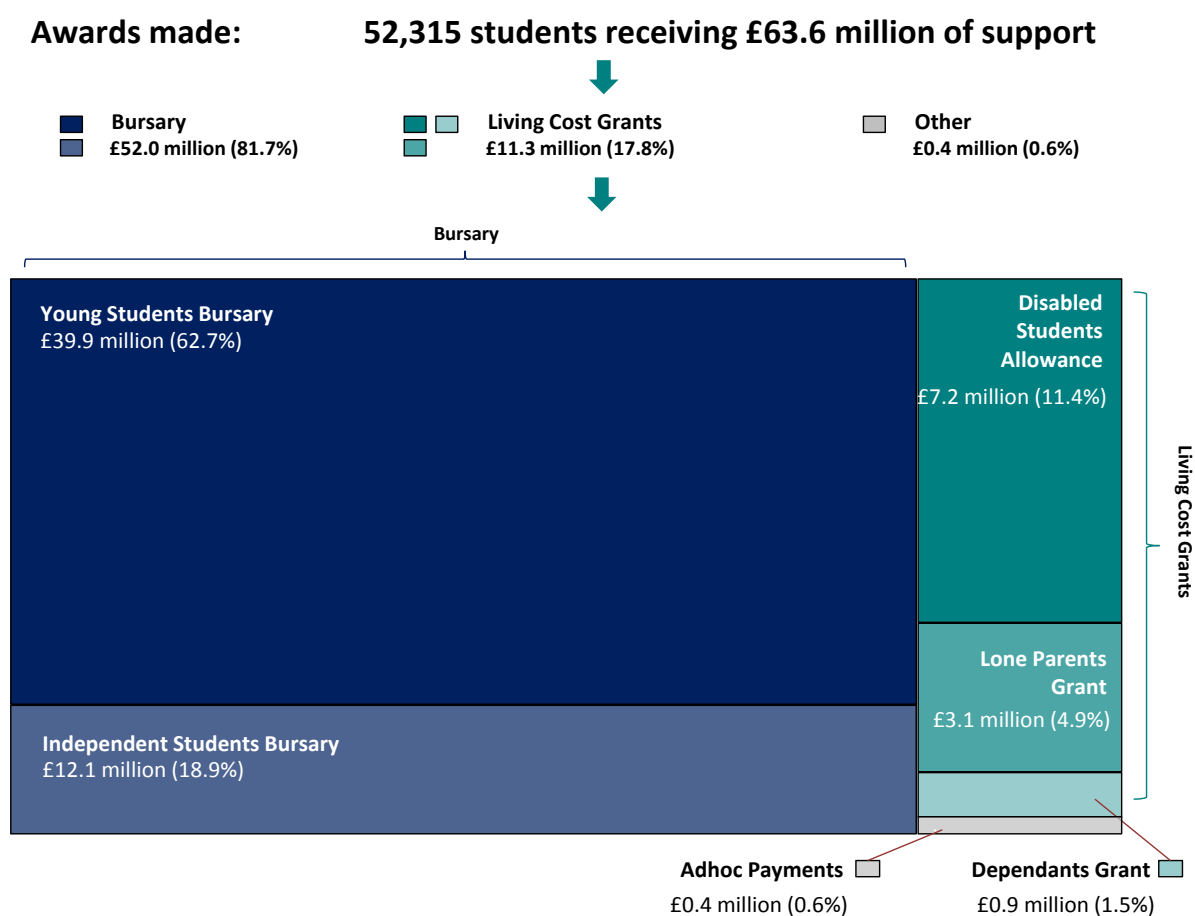 Awards made: 52,315 students receiving £63.6 million of support
Bursary
£52.0 million (81.7%)
Living Cost Grants
£11.3 million (17.8%)
Other
£0.4 million (0.6%)
Bursary
Young Students Bursary
£39.9 million (62.7%)
Disabled
Students
Allowance
£7.2 million (11.4%)
Living Cost Grants
Lone Parents
Grant
£3.1 million (4.9%)
Independent Students Bursary
£12.1 million (18.9%)
Adhoc Payments
£0.4 million (0.6%)
Dependants Grant
£0.9 million (1.5%)